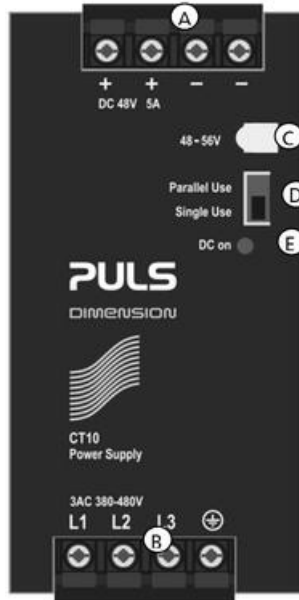 A
+ + – –
DC 48V 5A
48–56V
C
Parallel Use
D
Single Use
DC on
E
PULS
DIMENSION
CT10
Power Supply
3AC 380-480V
L1 L2 L3
B